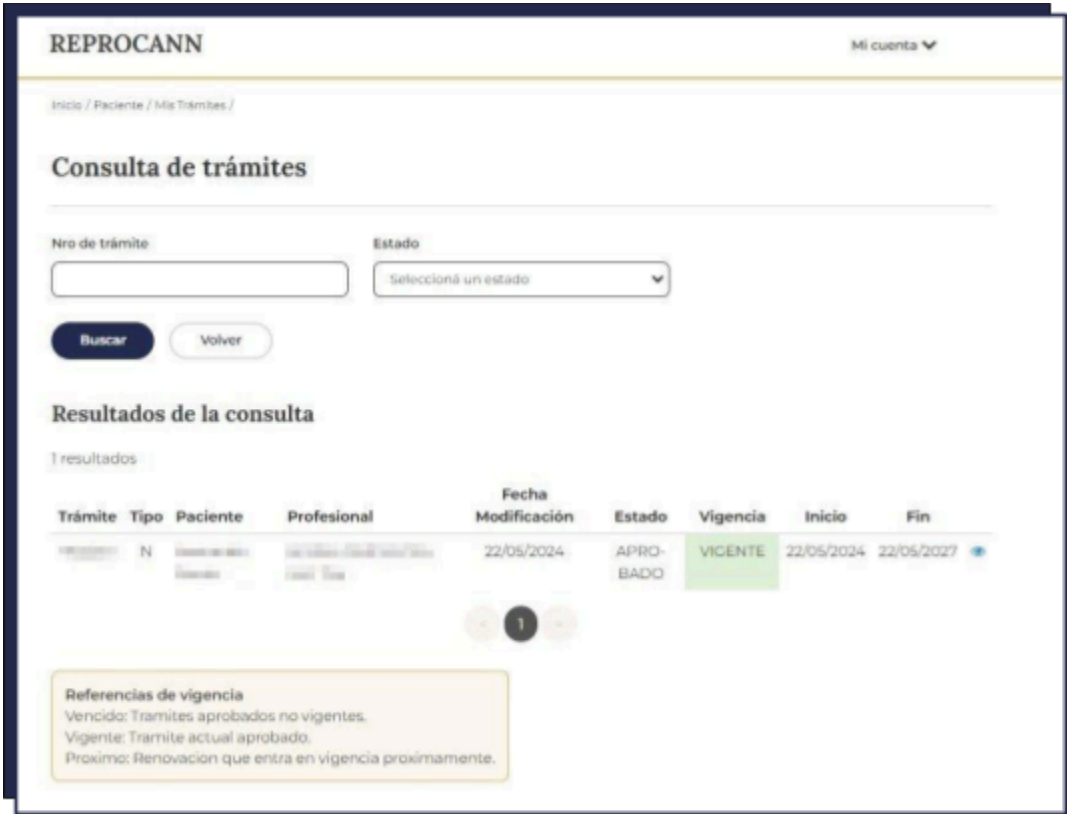 REPROCANN
Mi cuenta
Inicio / Paciente / Mis Trámites /
Consulta de trámites
Nro de trámite Estado
Seleccioná un estado
Buscar Volver
Resultados de la consulta
1 resultados
Fecha
Trámite Tipo Paciente Profesional Modificación Estado Vigencia Inicio Fin
N 22/05/2024 APRO- VIGENTE 22/05/2024 22/05/2027
BADO
< 1 >
Referencias de vigencia
Vencido: Tramites aprobados no vigentes.
Vigente: Tramite actual aprobado.
Proximo: Renovacion que entra en vigencia proximamente.